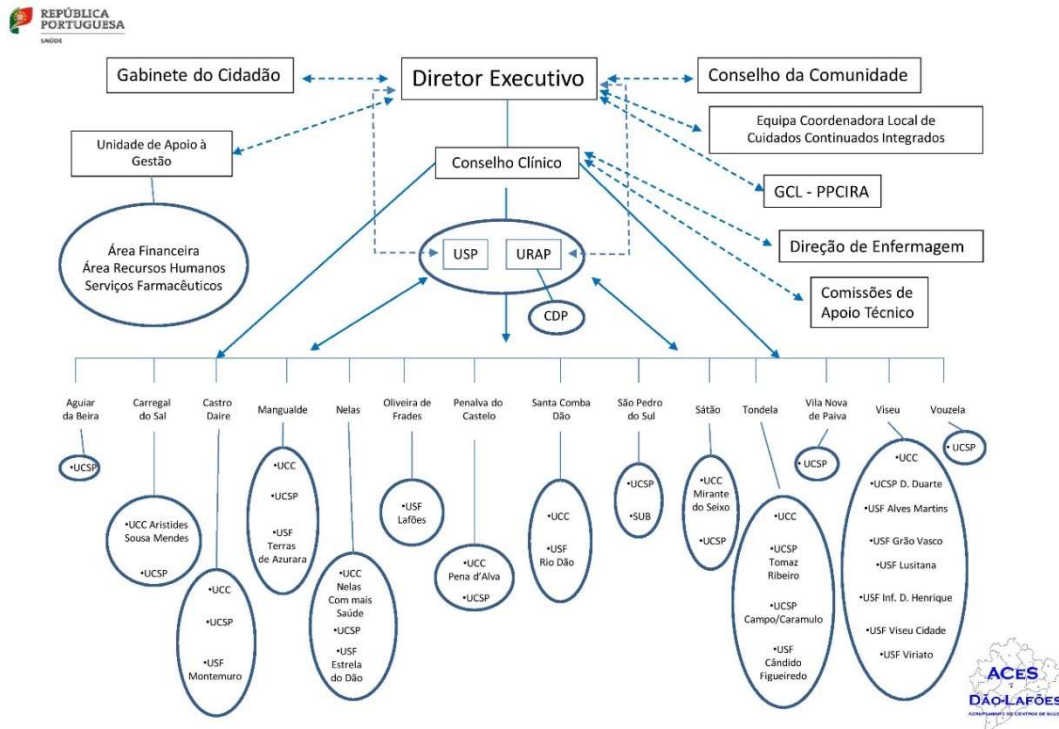 REPÚBLICA
PORTUGUESA
SAÚDE
Gabinete do Cidadão
Diretor Executivo
Conselho da Comunidade
Unidade de Apoio à
Gestão
Equipa Coordenadora Local de
Cuidados Continuados Integrados
Conselho Clínico
GCL - PPCIRA
Área Financeira
Área Recursos Humanos
Serviços Farmacêuticos
USP
URAP
Direção de Enfermagem
CDP
Comissões de
Apoio Técnico
Aguiar
da Beira
•UCSP
Carregal
do Sal
•UCC Aristides
Sousa Mendes
•UCSP
Castro
Daire
•UCC
•UCSP
•USF
Montemuro
Mangualde
•UCC
•UCSP
•USF
Terras
de Azurara
Nelas
•UCC
Nelas
Com mais
Saúde
•UCSP
•USF
Estrela
do Dão
Oliveira de
Frades
•USF
Lafões
Penalva do
Castelo
•UCC
Pena d'Alva
•UCSP
Santa Comba
Dão
•UCC
•USF
Rio Dão
São Pedro
do Sul
•UCSP
•SUB
Sátão
•UCC
Mirante
do Seixo
•UCSP
Tondela
•UCC
•UCSP
Tomaz
Ribeiro
•UCSP
Campo/Caramulo
•USF
Cândido
Figueiredo
Vila Nova
de Paiva
• UCSP
Viseu
•UCC
•UCSP D. Duarte
•USF Alves Martins
•USF Grão Vasco
•USF Lusitana
•USF Inf. D. Henrique
•USF Viseu Cidade
•USF Viriato
Vouzela
• UCSP
ACeS
DÃO-LAFÕES
AGRUPAMENTO DE CENTROS DE SAÚDE